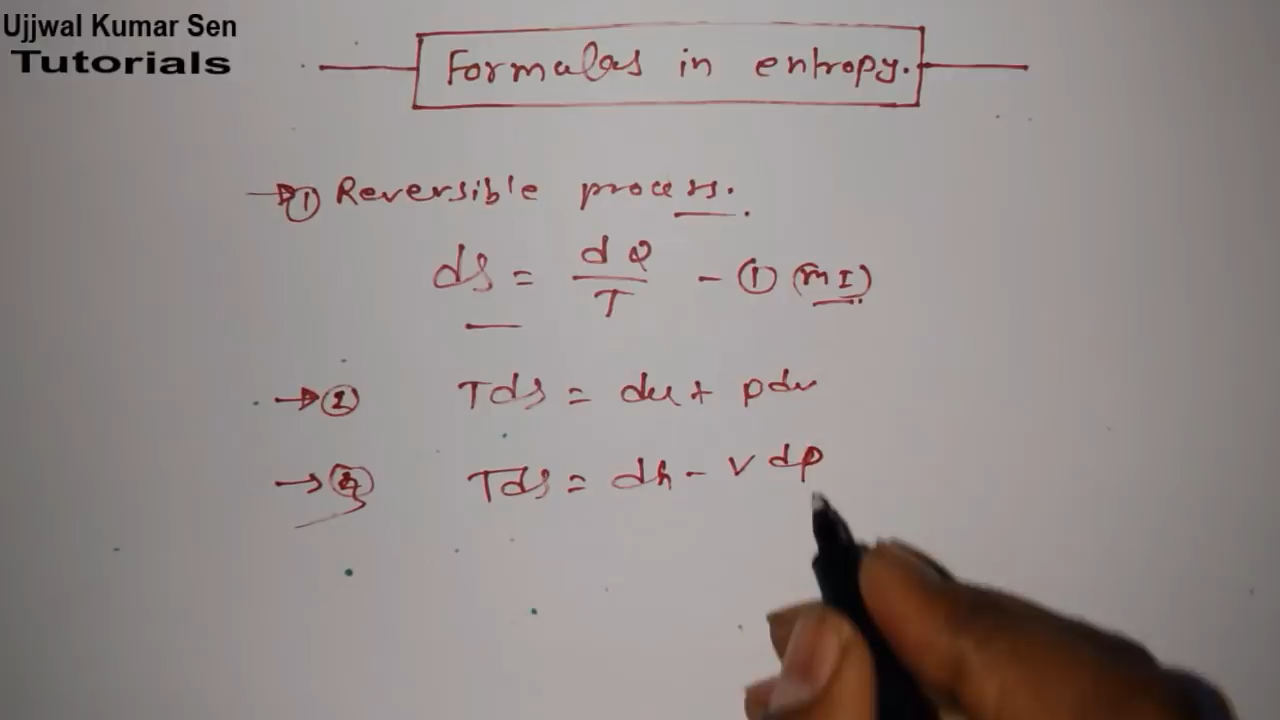 Ujjwal Kumar Sen
Tutorials
Formulas in entropy.
→ ① Reversible process.
ds = dQ/T - ① (mI)
→ ② Tds = du + pdv
→ Tds = dh - vdp